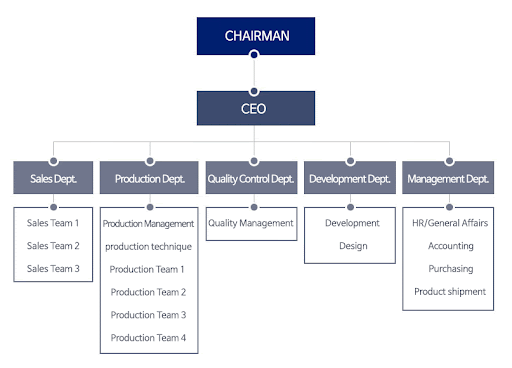 CHAIRMAN
CEO
Sales Dept.
Production Dept.
Quality Control Dept.
Development Dept.
Management Dept.
Sales Team 1
Sales Team 2
Sales Team 3
Production Management
production technique
Production Team 1
Production Team 2
Production Team 3
Production Team 4
Quality Management
Development
Design
HR/General Affairs
Accounting
Purchasing
Product shipment